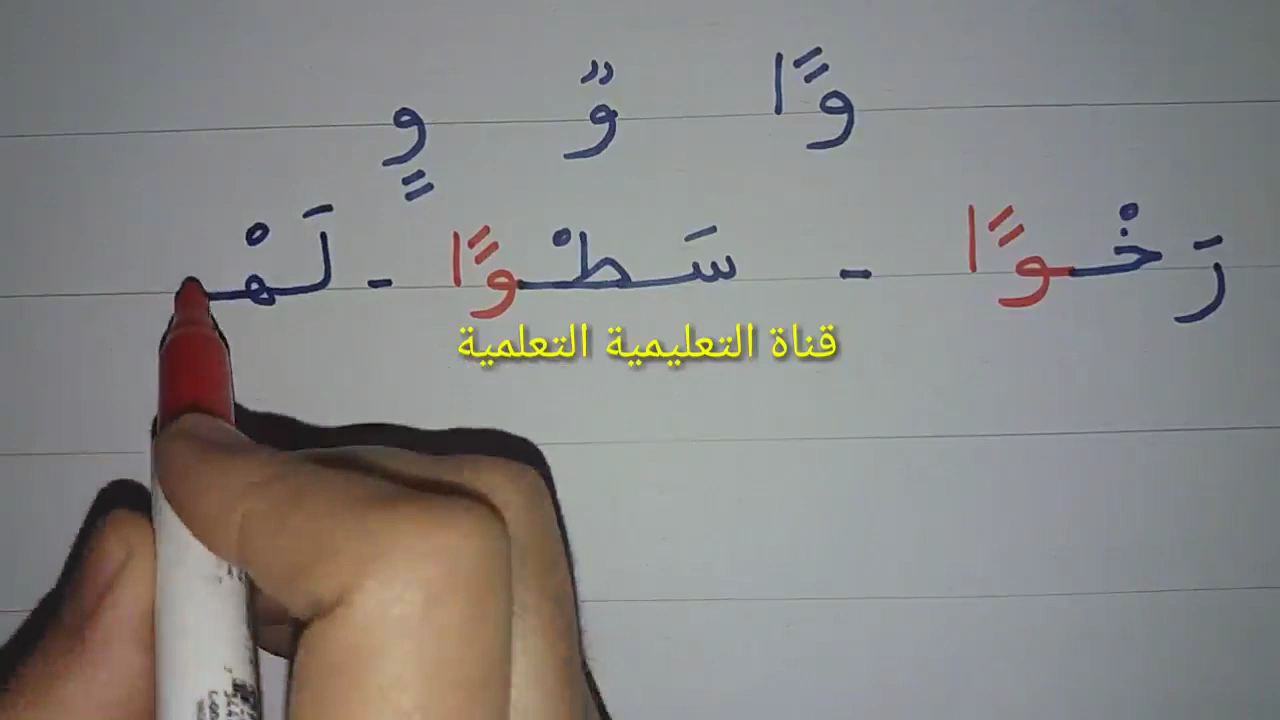 وًا وٌ وٍ
رَخْوًا - سَطْوًا - لَهْـ
قناة التعليمية التعلمية